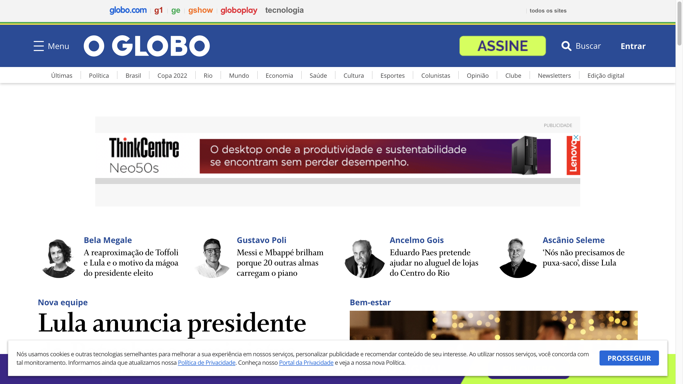 globo.com g1 ge gshow globoplay tecnologia todos os sites
Menu O GLOBO ASSINE Buscar Entrar
Últimas Política Brasil Copa 2022 Rio Mundo Economia Saúde Cultura Esportes Colunistas Opinião Clube Newsletters Edição digital
PUBLICIDADE
ThinkCentre
Neo50s
O desktop onde a produtividade e sustentabilidade
se encontram sem perder desempenho.
Lenovo
Bela Megale
A reaproximação de Toffoli
e Lula e o motivo da mágoa
do presidente eleito
Gustavo Poli
Messi e Mbappé brilham
porque 20 outras almas
carregam o piano
Ancelmo Gois
Eduardo Paes pretende
ajudar no aluguel de lojas
do Centro do Rio
Ascânio Seleme
‘Nós não precisamos de
puxa-saco’, disse Lula
Nova equipe
Lula anuncia presidente
Bem-estar
Nós usamos cookies e outras tecnologias semelhantes para melhorar a sua experiência em nossos serviços, personalizar publicidade e recomendar conteúdo de seu interesse. Ao utilizar nossos serviços, você concorda com
tal monitoramento. Informamos ainda que atualizamos nossa Política de Privacidade. Conheça nosso Portal da Privacidade e veja a nossa nova Política.
PROSSEGUIR